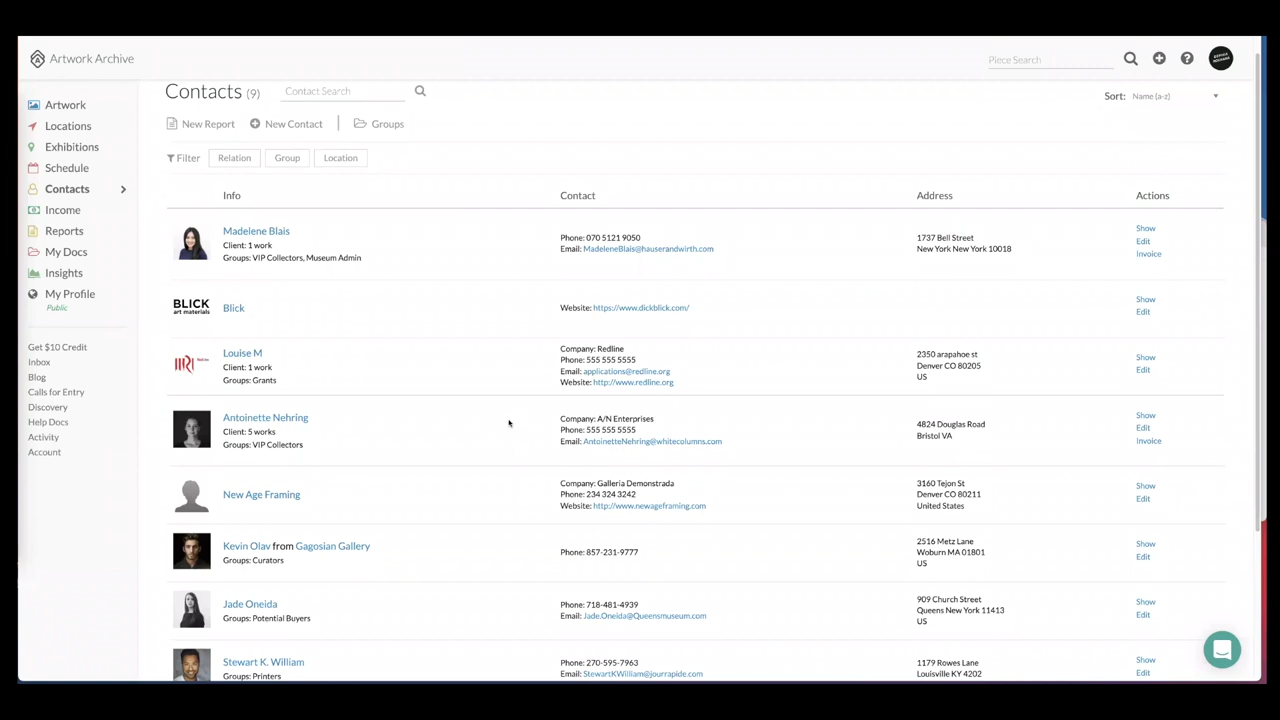 Artwork Archive
Piece Search
Artwork
Locations
Exhibitions
Schedule
Contacts
Income
Reports
My Docs
Insights
My Profile
Public
Get $10 Credit
Inbox
Blog
Calls for Entry
Discovery
Help Docs
Activity
Account
Contacts (9)
Contact Search
Sort: Name (a-z)
New Report
New Contact
Groups
Filter
Relation
Group
Location
Info
Contact
Address
Actions
Madelene Blais
Client: 1 work
Groups: VIP Collectors, Museum Admin
Phone: 070 5121 9050
Email: MadeleneBlais@hauserandwirth.com
1737 Bell Street
New York New York 10018
Show
Edit
Invoice
BLICK
art materials
Blick
Website: https://www.dickblick.com/
Show
Edit
Louise M
Client: 1 work
Groups: Grants
Company: Redline
Phone: 555 555 5555
Email: applications@redline.org
Website: http://www.redline.org
2350 arapahoe st
Denver CO 80205
US
Show
Edit
Antoinette Nehring
Client: 5 works
Groups: VIP Collectors
Company: A/N Enterprises
Phone: 555 555 5555
Email: AntoinetteNehring@whitecolumns.com
4824 Douglas Road
Bristol VA
Show
Edit
Invoice
New Age Framing
Company: Galleria Demonstrada
Phone: 234 324 3242
Website: http://www.newageframing.com
3160 Tejon St
Denver CO 80211
United States
Show
Edit
Kevin Olav from Gagosian Gallery
Groups: Curators
Phone: 857-231-9777
2516 Metz Lane
Woburn MA 01801
US
Show
Edit
Jade Oneida
Groups: Potential Buyers
Phone: 718-481-4939
Email: Jade.Oneida@Queensmuseum.com
909 Church Street
Queens New York 11413
US
Show
Edit
Stewart K. William
Groups: Printers
Phone: 270-595-7963
Email: StewartKWilliam@jourrapide.com
1179 Rowes Lane
Louisville KY 4202
Show
Edit